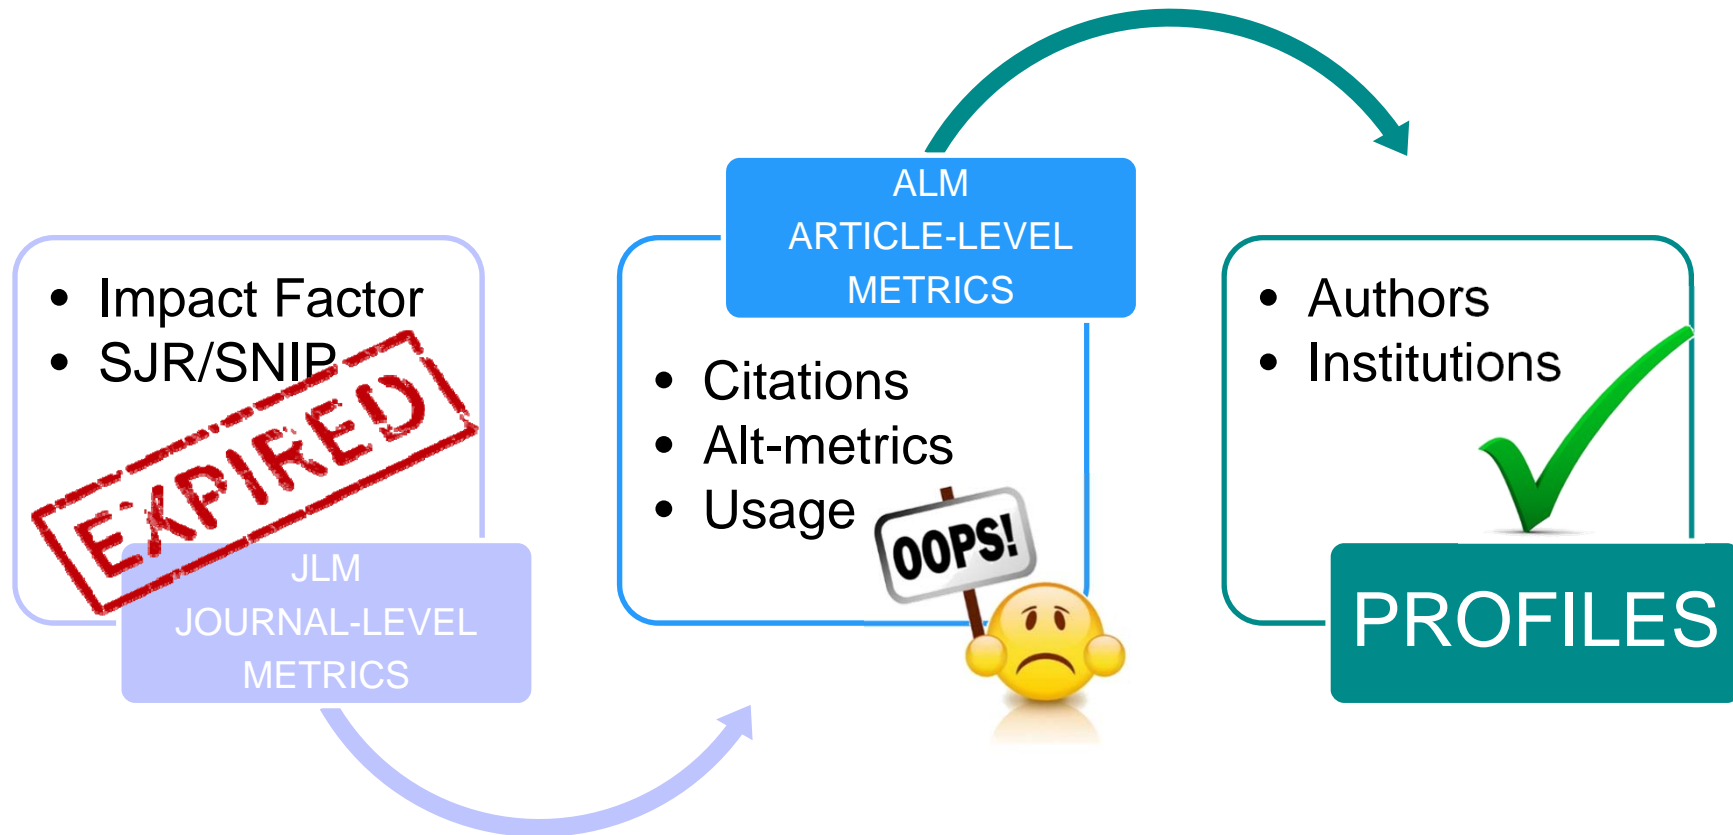 • Impact Factor
• SJR/SNIP
EXPIRED
JLM
JOURNAL-LEVEL
METRICS
ALM
ARTICLE-LEVEL
METRICS
• Citations
• Alt-metrics
• Usage
OOPS!
• Authors
• Institutions
PROFILES